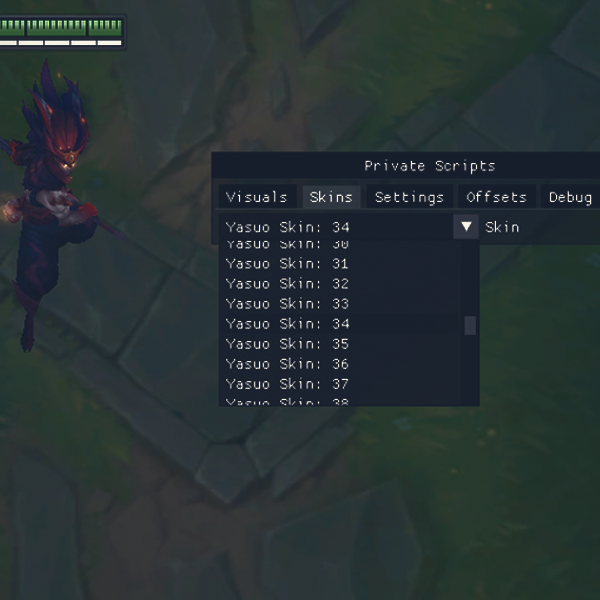 Private Scripts
Visuals Skins Settings Offsets Debug
Yasuo Skin: 34 Skin
Yasuo Skin: 30
Yasuo Skin: 31
Yasuo Skin: 32
Yasuo Skin: 33
Yasuo Skin: 34
Yasuo Skin: 35
Yasuo Skin: 36
Yasuo Skin: 37
Yasuo Skin: 38